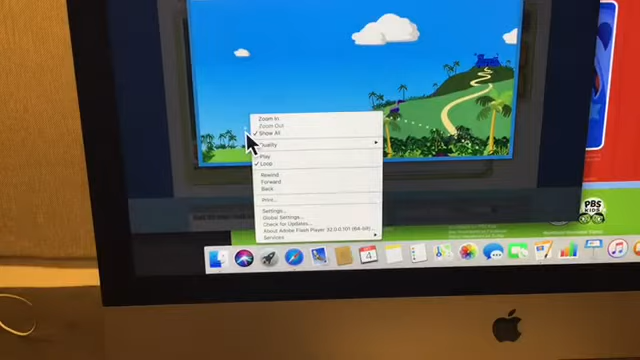 Zoom In
Zoom Out
✓ Show All
Quality
Play
✓ Loop
Rewind
Forward
Back
Print...
Settings...
Global Settings...
Check for Updates...
About Adobe Flash Player 32.0.0.101 (64-bit)...
Services
PBS
KIDS
4